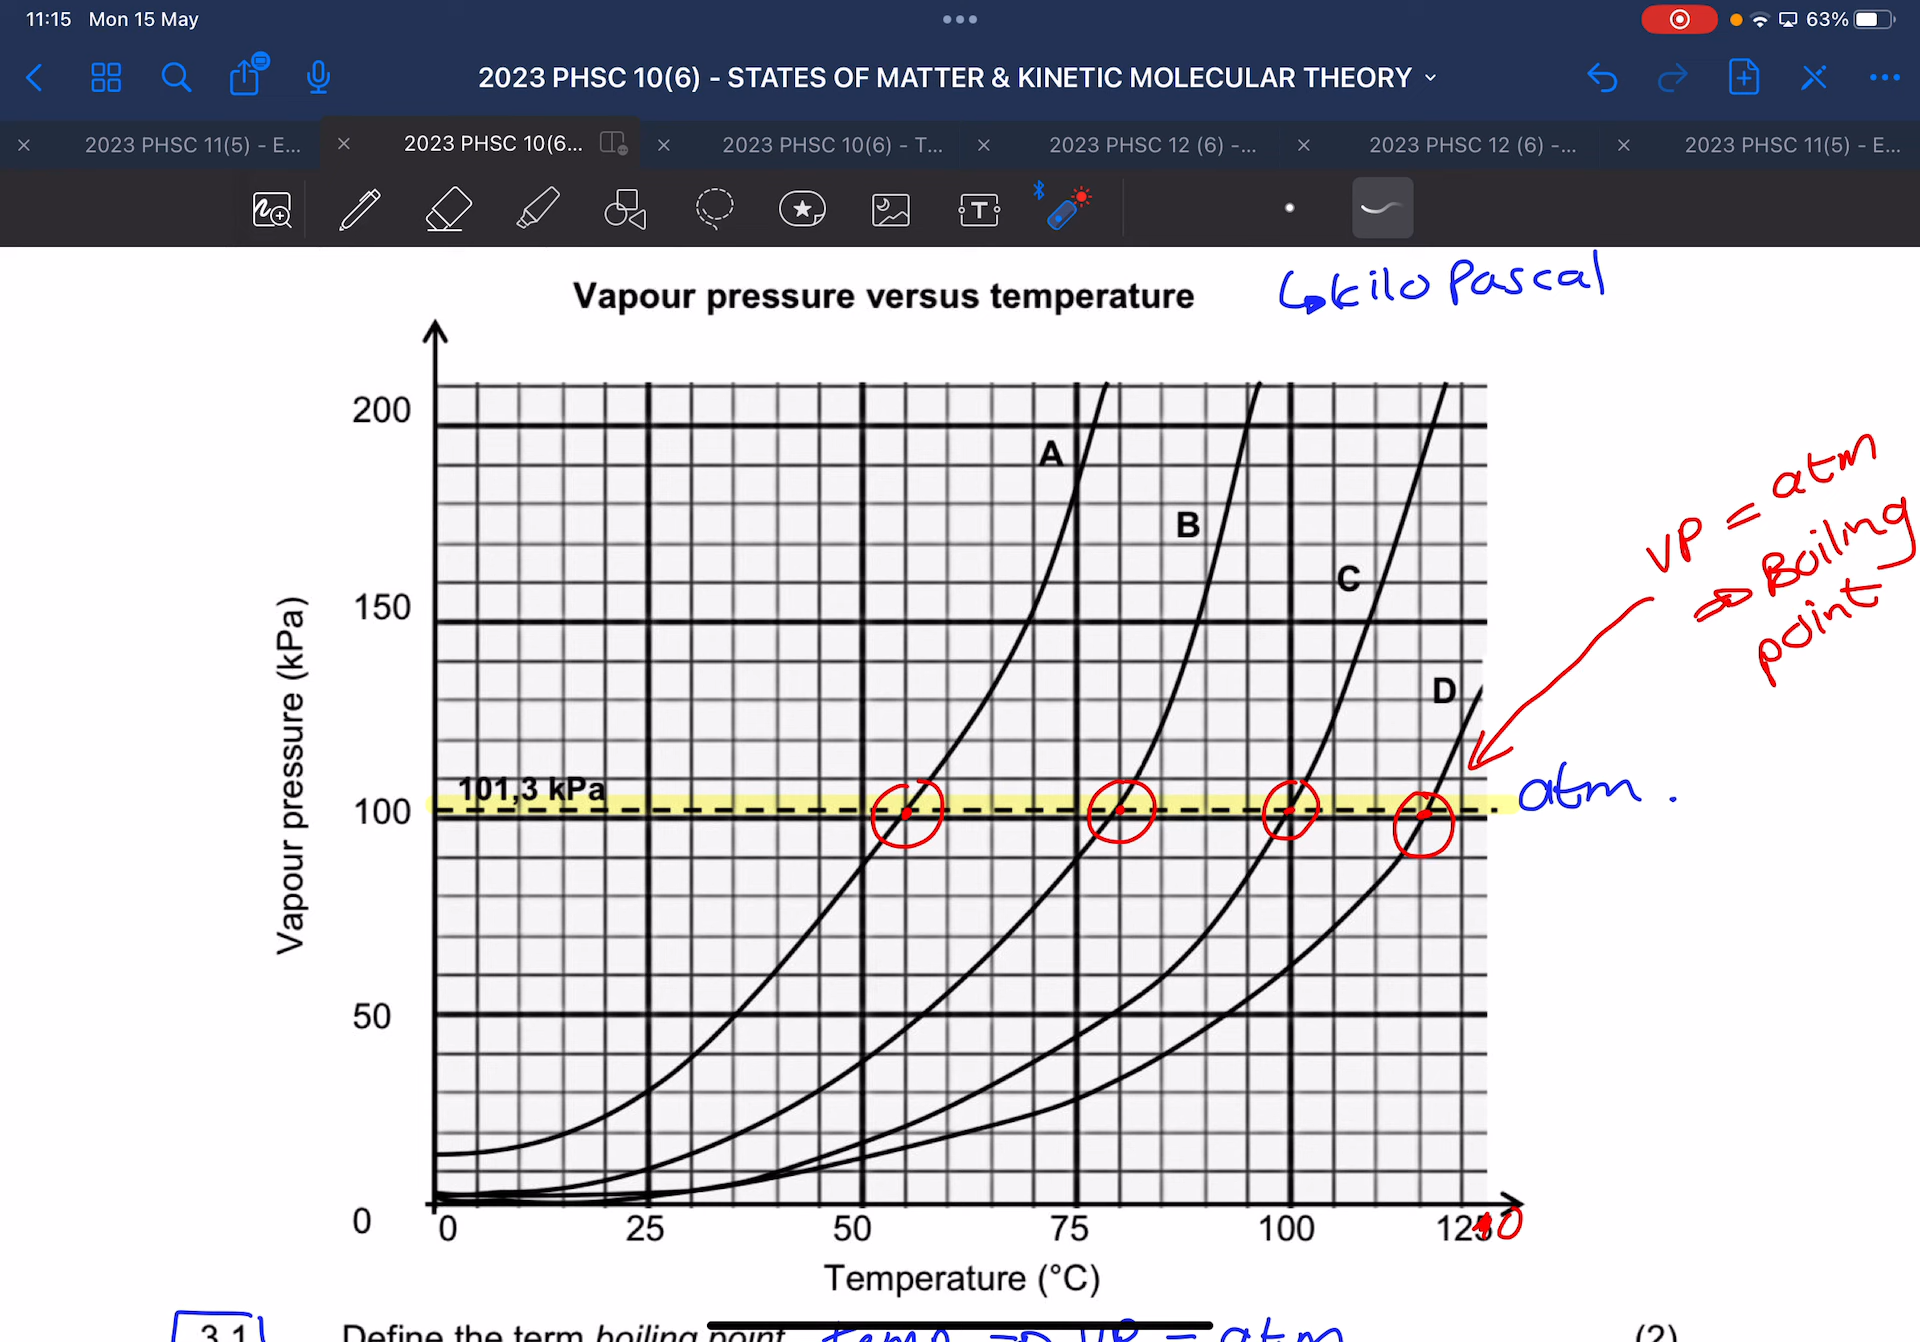 11:15 Mon 15 May
63%
2023 PHSC 10(6) - STATES OF MATTER & KINETIC MOLECULAR THEORY
2023 PHSC 11(5) - E...
2023 PHSC 10(6...
2023 PHSC 10(6) - T...
2023 PHSC 12 (6) -...
2023 PHSC 12 (6) -...
2023 PHSC 11(5) - E...
T
Vapour pressure versus temperature
↳kilo Pascal
200
150
100
50
0
Vapour pressure (kPa)
A
B
C
D
VP = atm
⇒ Boiling
point
101,3 kPa
atm.
0 25 50 75 100
Temperature (°C)
3.1 Define the term boiling point temp ⇒ VP = atm (2)